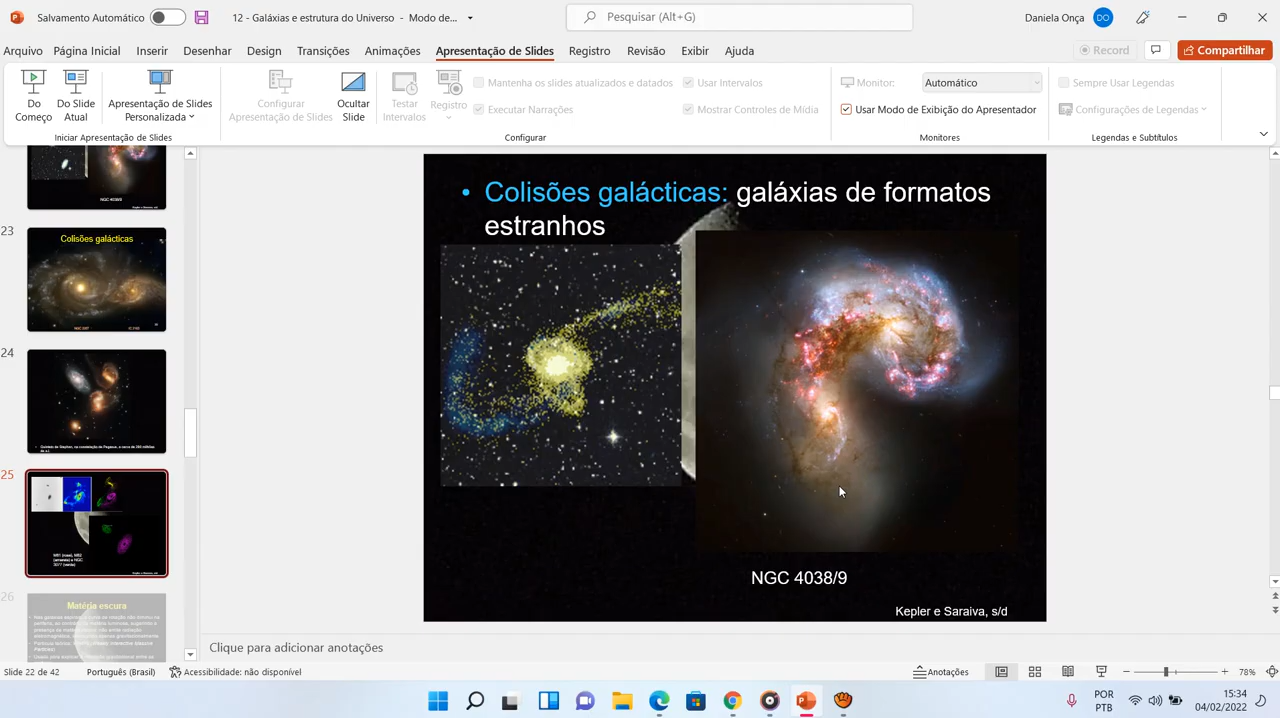 Salvamento Automático
12 - Galáxias e estrutura do Universo - Modo de...
Pesquisar (Alt+G)
Daniela Onça
DO
Arquivo Página Inicial Inserir Desenhar Design Transições Animações Apresentação de Slides Registro Revisão Exibir Ajuda
Record
Compartilhar
Do Começo
Do Slide Atual
Apresentação de Slides Personalizada
Configurar Apresentação de Slides
Ocultar Slide
Testar Intervalos
Registro
Mantenha os slides atualizados e datados
Executar Narrações
Usar Intervalos
Mostrar Controles de Mídia
Monitor:
Automático
Usar Modo de Exibição do Apresentador
Sempre Usar Legendas
Configurações de Legendas
Iniciar Apresentação de Slides
Configurar
Monitores
Legendas e Subtítulos
NGC 4038/9
23
Colisões galácticas
24
25
26
Matéria escura
• Colisões galácticas: galáxias de formatos
estranhos
NGC 4038/9
Kepler e Saraiva, s/d
Clique para adicionar anotações
Slide 22 de 42
Português (Brasil)
Acessibilidade: não disponível
Anotações
78%
POR
PTB
15:34
04/02/2022